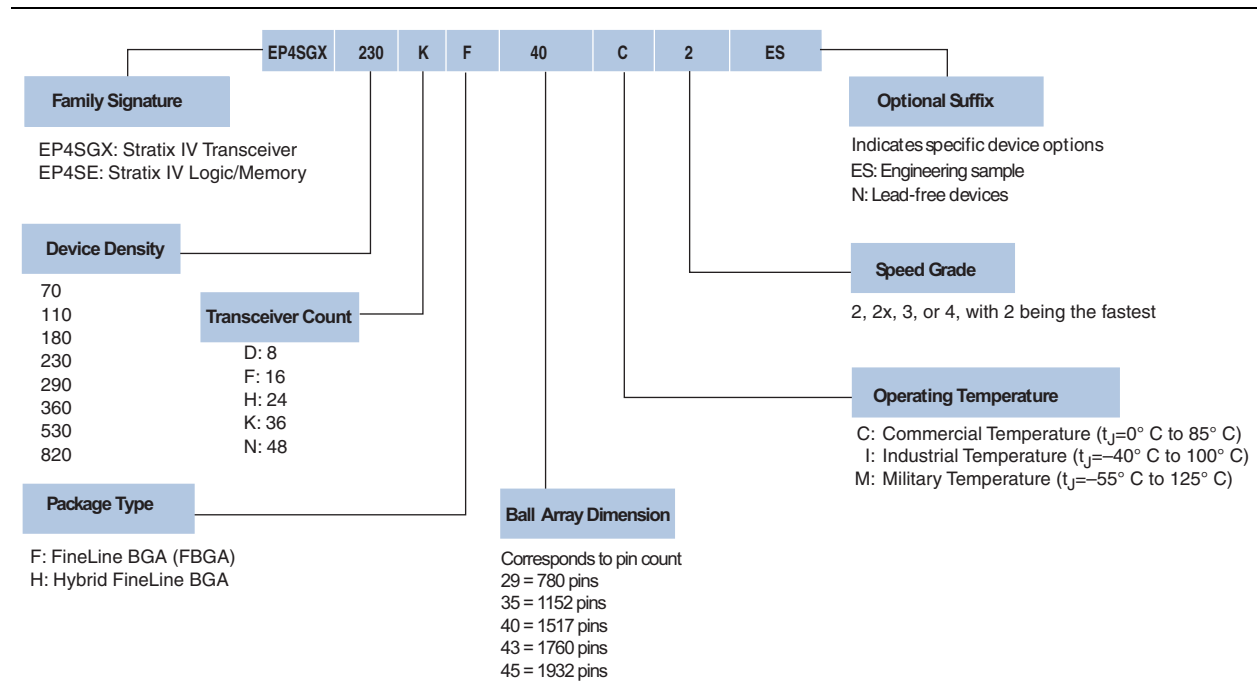 EP4SGX 230 K F 40 C 2 ES
Family Signature
EP4SGX: Stratix IV Transceiver
EP4SE: Stratix IV Logic/Memory
Optional Suffix
Indicates specific device options
ES: Engineering sample
N: Lead-free devices
Device Density
70
110
180
230
290
360
530
820
Transceiver Count
D: 8
F: 16
H: 24
K: 36
N: 48
Speed Grade
2, 2x, 3, or 4, with 2 being the fastest
Operating Temperature
C: Commercial Temperature (tJ=0° C to 85° C)
I: Industrial Temperature (tJ=–40° C to 100° C)
M: Military Temperature (tJ=–55° C to 125° C)
Package Type
F: FineLine BGA (FBGA)
H: Hybrid FineLine BGA
Ball Array Dimension
Corresponds to pin count
29 = 780 pins
35 = 1152 pins
40 = 1517 pins
43 = 1760 pins
45 = 1932 pins